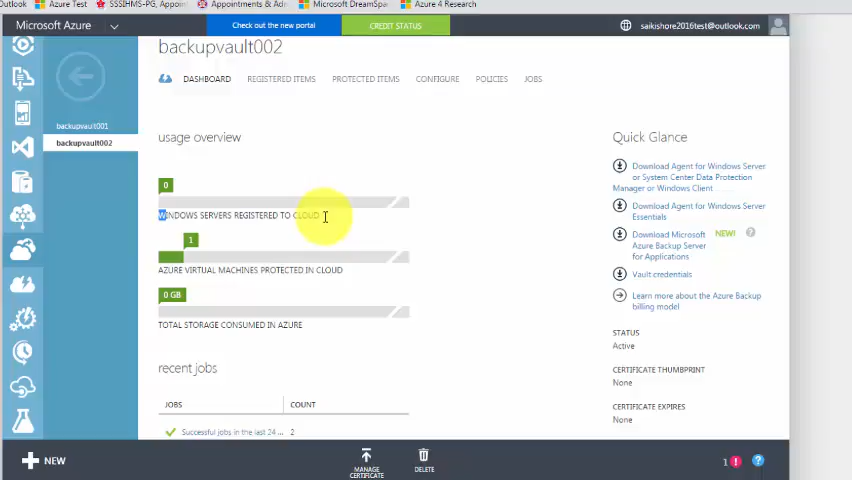 Outlook Azure Test SSSIHMS-PG, Appoint Appointments & Adm Microsoft DreamSpa Azure 4 Research
Microsoft Azure Check out the new portal CREDIT STATUS saikishore2016test@outlook.com
backupvault002
DASHBOARD REGISTERED ITEMS PROTECTED ITEMS CONFIGURE POLICIES JOBS
backupvault001
backupvault002
usage overview
0
WINDOWS SERVERS REGISTERED TO CLOUD
1
AZURE VIRTUAL MACHINES PROTECTED IN CLOUD
0 GB
TOTAL STORAGE CONSUMED IN AZURE
recent jobs
JOBS COUNT
Successful jobs in the last 24 ... 2
Quick Glance
Download Agent for Windows Server
or System Center Data Protection
Manager or Windows Client
Download Agent for Windows Server
Essentials
Download Microsoft NEW! ?
Azure Backup Server
for Applications
Vault credentials
Learn more about the Azure Backup
billing model
STATUS
Active
CERTIFICATE THUMBPRINT
None
CERTIFICATE EXPIRES
None
NEW
MANAGE
CERTIFICATE
DELETE
1 ! ?